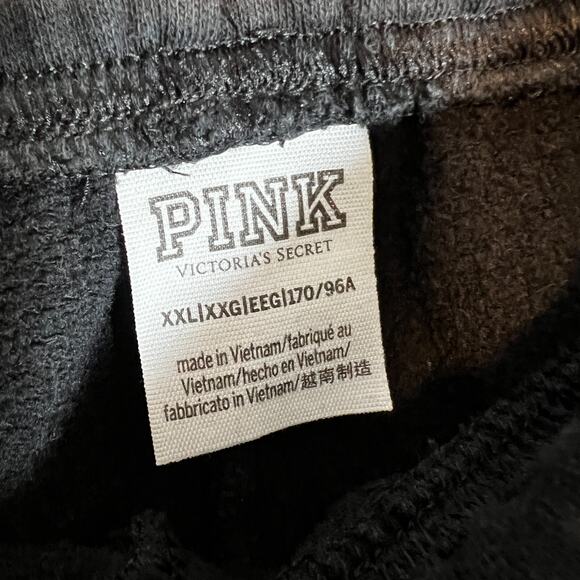 PINK
VICTORIA'S SECRET
XXL|XXG|EEG|170/96A
made in Vietnam/fabriqué au
Vietnam/hecho en Vietnam/
fabbricato in Vietnam/越南制造